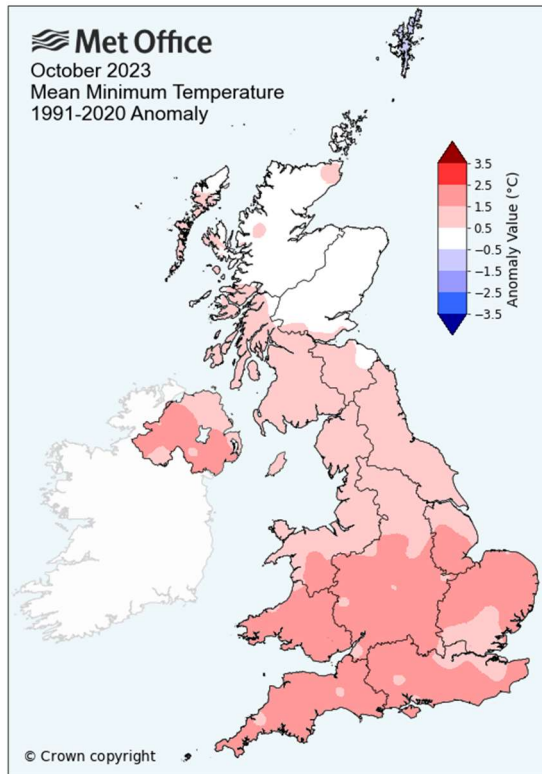 Met Office
October 2023
Mean Minimum Temperature
1991-2020 Anomaly
3.5
2.5
1.5
0.5
−0.5
−1.5
−2.5
−3.5
Anomaly Value (°C)
© Crown copyright